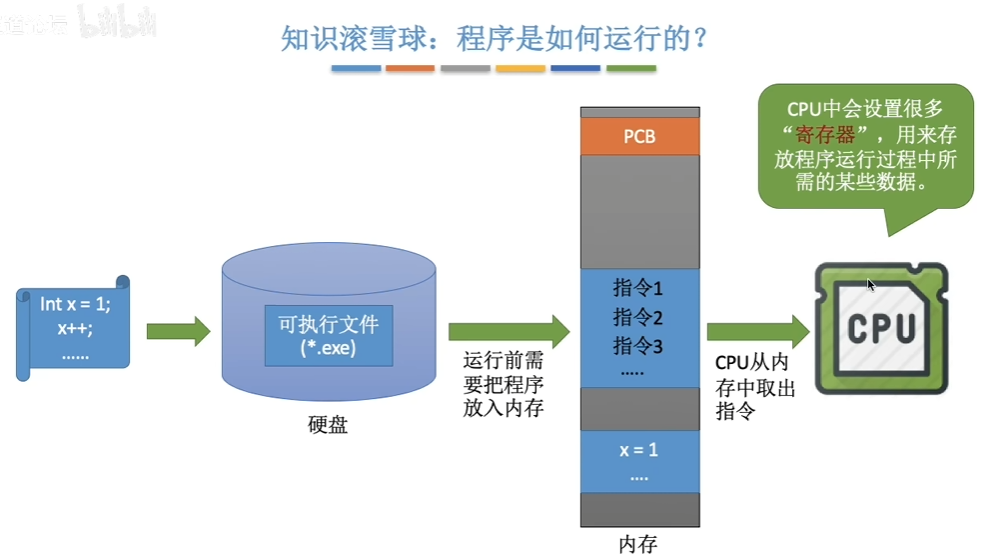 bilibili
知识滚雪球：程序是如何运行的？
CPU中会设置很多
“寄存器”，用来存
放程序运行过程中所
需的某些数据。
PCB
Int x = 1;
x++;
......
可执行文件
(*.exe)
硬盘
运行前需
要把程序
放入内存
指令1
指令2
指令3
.....
x = 1
....
内存
CPU从内
存中取出
指令
CPU